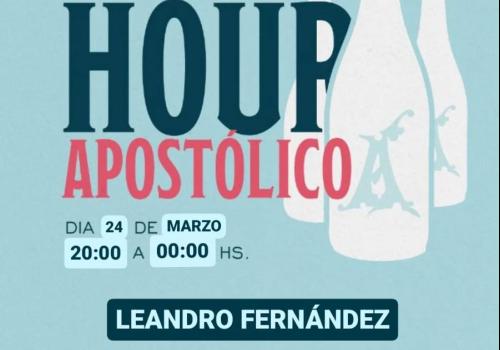 HOUR
APOSTÓLICO
A
A
DIA 24 DE MARZO
20:00 A 00:00 HS.
LEANDRO FERNÁNDEZ